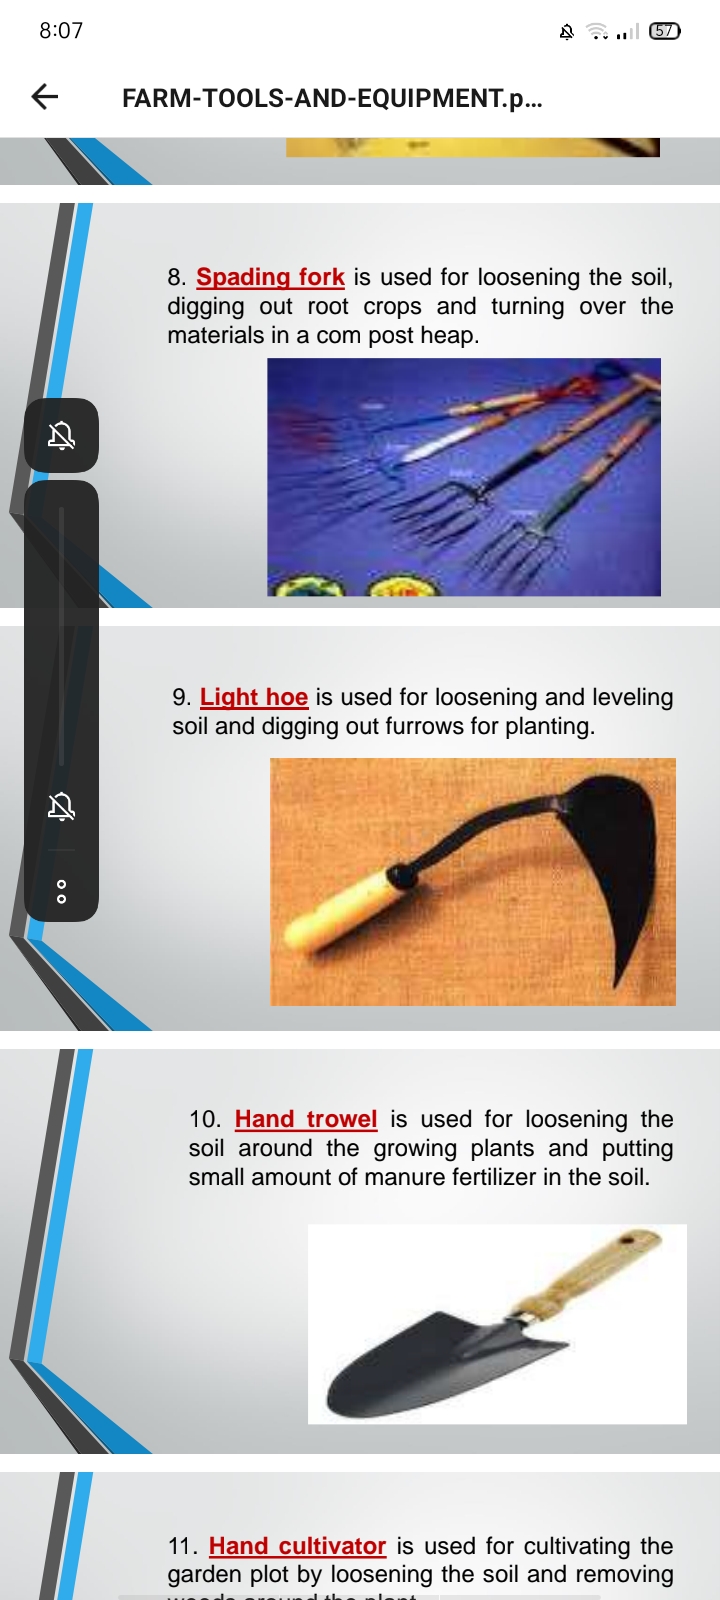 8:07
57
FARM-TOOLS-AND-EQUIPMENT.p...
8. Spading fork is used for loosening the soil,
digging out root crops and turning over the
materials in a com post heap.
9. Light hoe is used for loosening and leveling
soil and digging out furrows for planting.
10. Hand trowel is used for loosening the
soil around the growing plants and putting
small amount of manure fertilizer in the soil.
11. Hand cultivator is used for cultivating the
garden plot by loosening the soil and removing
weeds around the plant